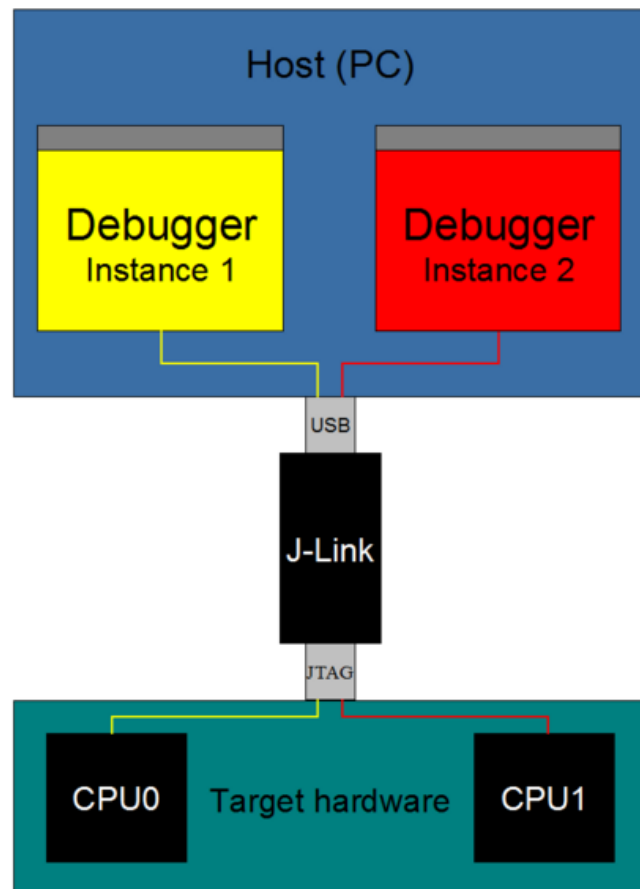 Host (PC)
Debugger
Instance 1
Debugger
Instance 2
USB
J-Link
JTAG
CPU0
Target hardware
CPU1